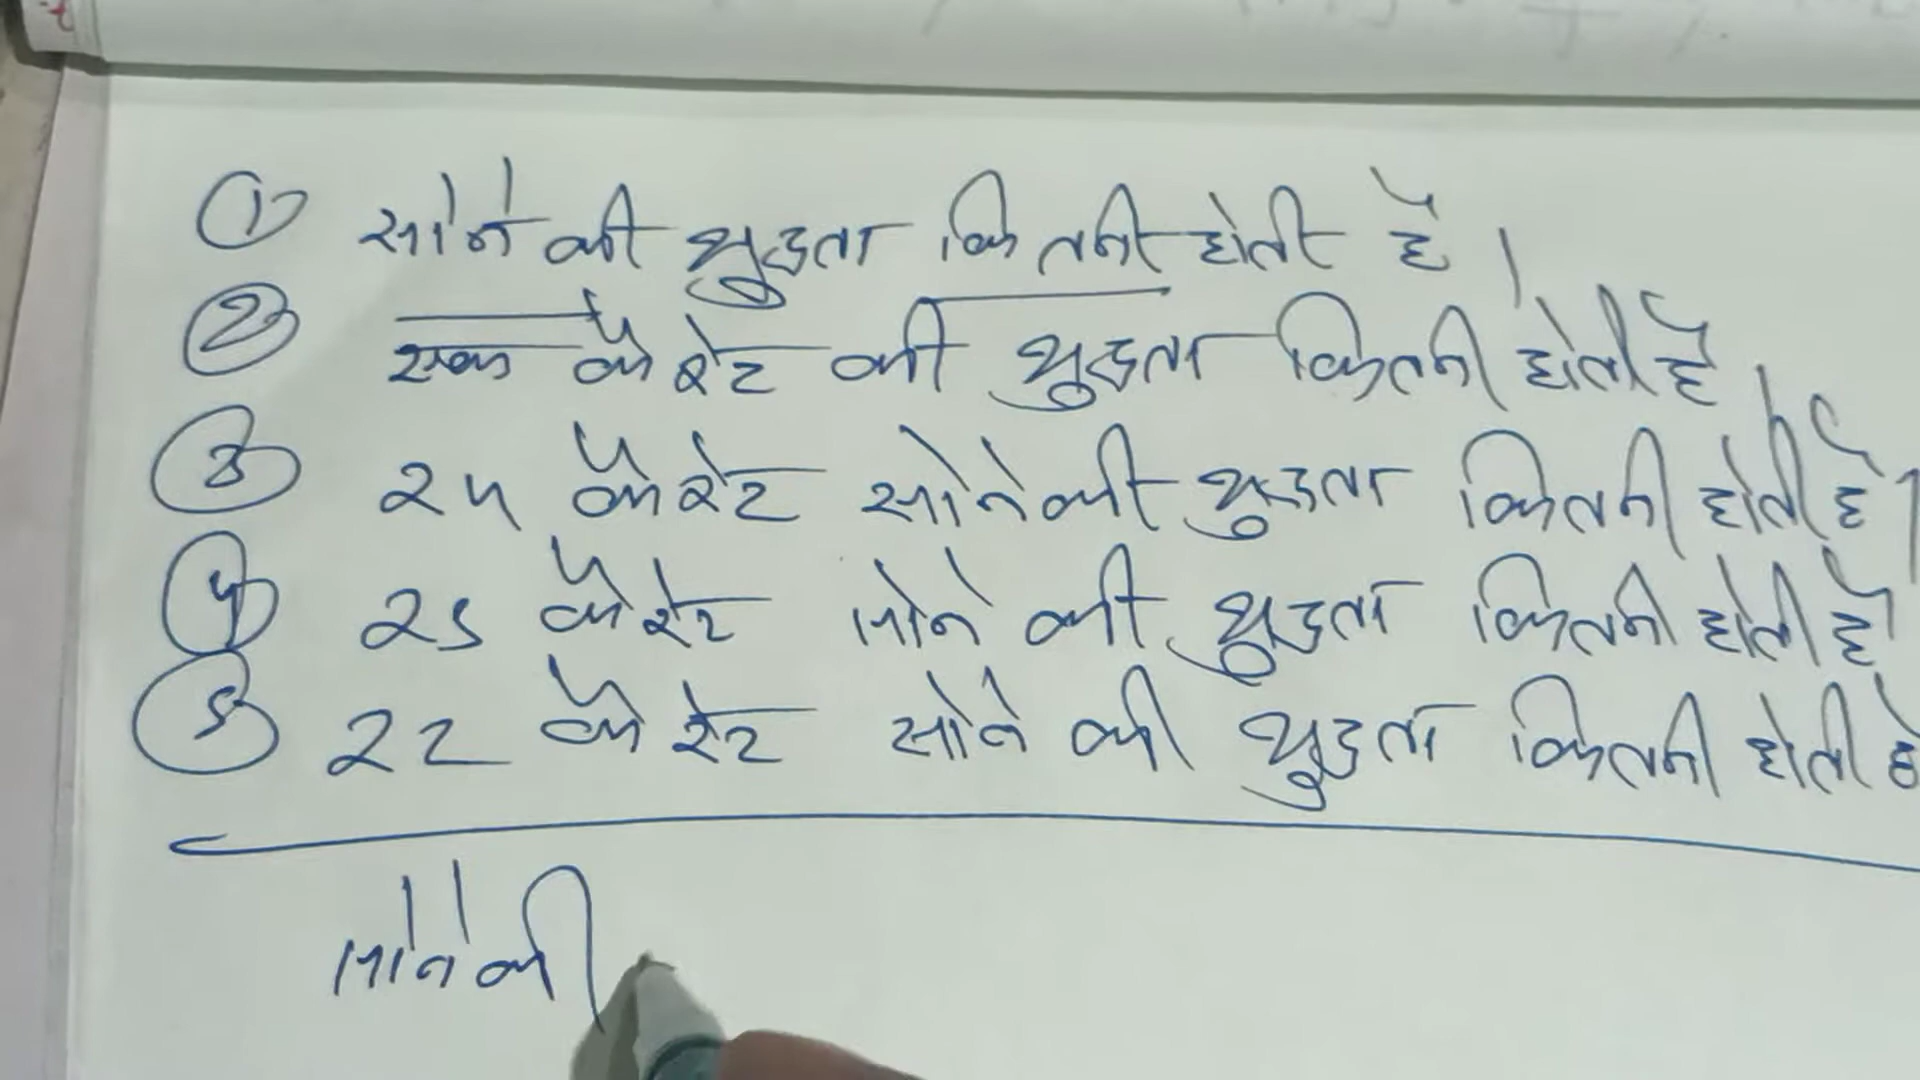 ① सोने की शुद्धता कितनी होती है।
② एक कैरेट की शुद्धता कितनी होती है।
③ 24 कैरेट सोने की शुद्धता कितनी होती है।
④ 23 कैरेट सोने की शुद्धता कितनी होती है
⑤ 22 कैरेट सोने की शुद्धता कितनी होती है
सोने की